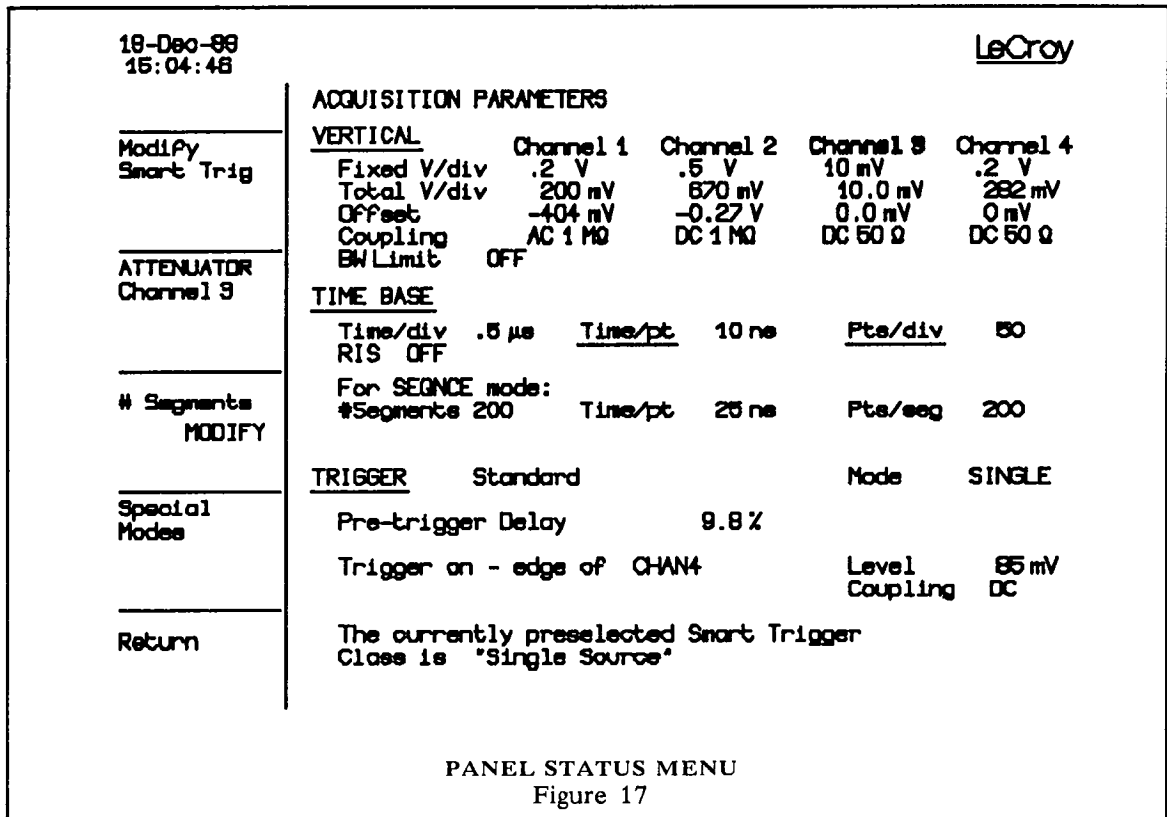 19-Dec-88
15:04:46
LeCroy
ACQUISITION PARAMETERS
Modify
Smart Trig
ATTENUATOR
Channel 3
# Segments
MODIFY
Special
Modes
Return
VERTICAL Channel 1 Channel 2 Channel 3 Channel 4
Fixed V/div .2 V .5 V 10 mV .2 V
Total V/div 200 mV 670 mV 10.0 mV 282 mV
Offset -404 mV -0.27 V 0.0 mV 0 mV
Coupling AC 1 MΩ DC 1 MΩ DC 50 Ω DC 50 Ω
BW Limit OFF
TIME BASE
Time/div .5 µs Time/pt 10 ns Pts/div 50
RIS OFF
For SEQNCE mode:
#Segments 200 Time/pt 25 ns Pts/seg 200
TRIGGER Standard Mode SINGLE
Pre-trigger Delay 9.8 %
Trigger on - edge of CHAN4 Level 85 mV
Coupling DC
The currently preselected Smart Trigger
Class is "Single Source"
PANEL STATUS MENU
Figure 17